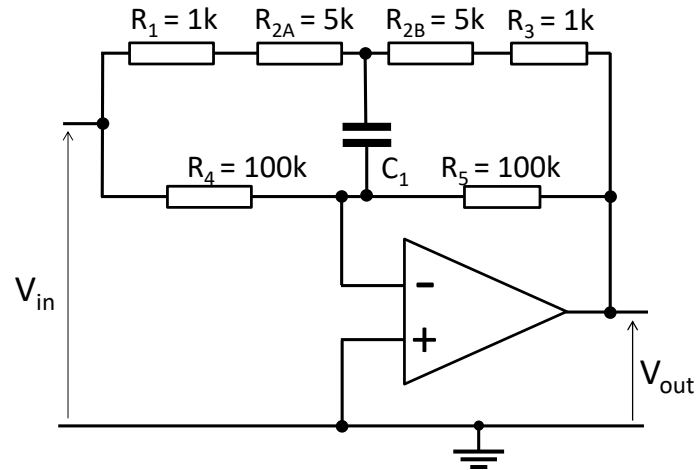 R1 = 1k R2A = 5k R2B = 5k R3 = 1k
R4 = 100k C1 R5 = 100k
Vin
−
+
Vout